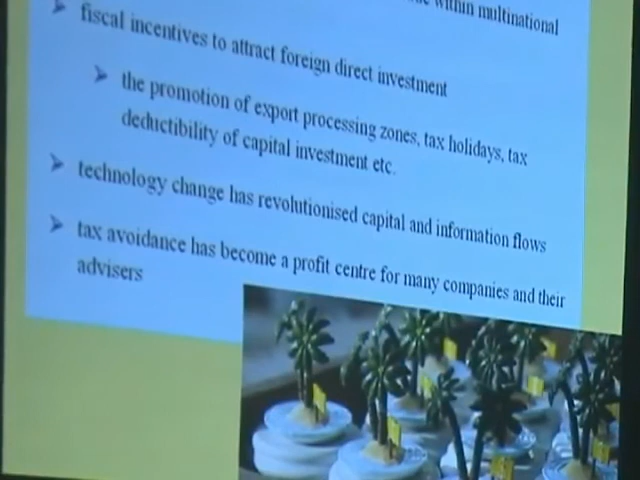 within multinational
fiscal incentives to attract foreign direct investment
the promotion of export processing zones, tax holidays, tax
deductibility of capital investment etc.
technology change has revolutionised capital and information flows
tax avoidance has become a profit centre for many companies and their
advisers